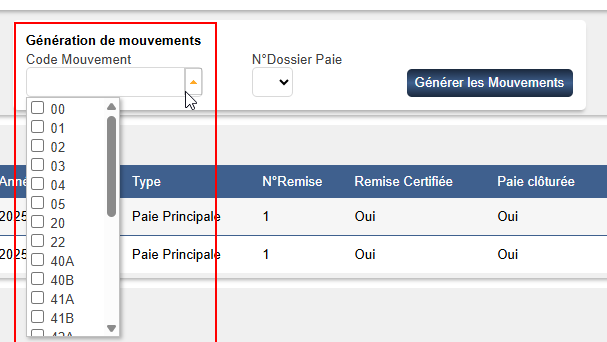 Génération de mouvements
Code Mouvement
N°Dossier Paie
Générer les Mouvements
00
01
02
03
04
05
20
22
40A
40B
41A
41B
42A
Type
N°Remise
Remise Certifiée
Paie clôturée
2025 Paie Principale 1 Oui Oui
2025 Paie Principale 1 Oui Oui